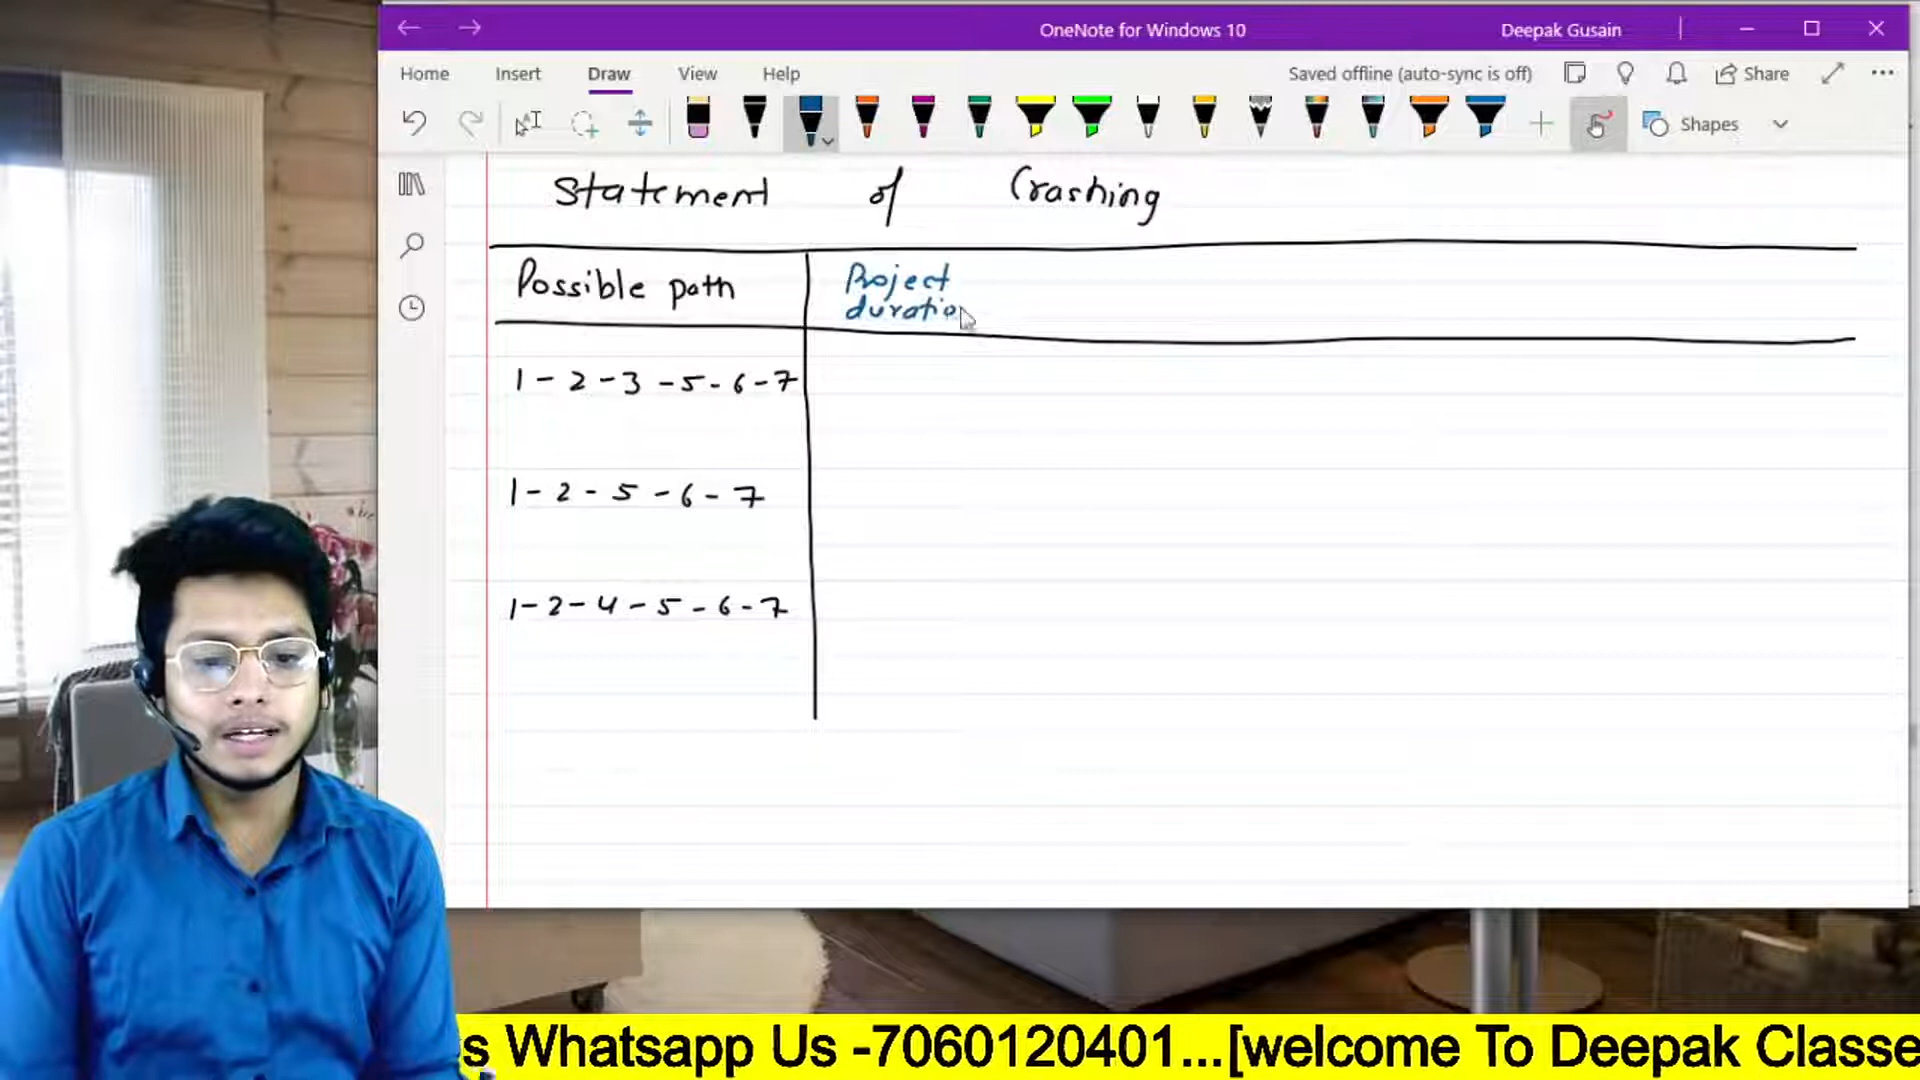 OneNote for Windows 10
Deepak Gusain
Home Insert Draw View Help
Saved offline (auto-sync is off)
Share
Shapes
Statement of Crashing
Possible path
Project
duratio
1 - 2 - 3 - 5 - 6 - 7
1 - 2 - 5 - 6 - 7
1 - 2 - 4 - 5 - 6 - 7
s Whatsapp Us -7060120401...[welcome To Deepak Classe